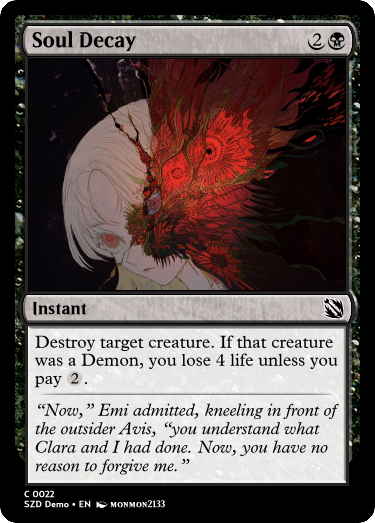 Soul Decay 2
Instant
Destroy target creature. If that creature
was a Demon, you lose 4 life unless you
pay 2.
“Now,” Emi admitted, kneeling in front of
the outsider Avis, “you understand what
Clara and I had done. Now, you have no
reason to forgive me.”
C 0022
SZD Demo • EN MONMON2133